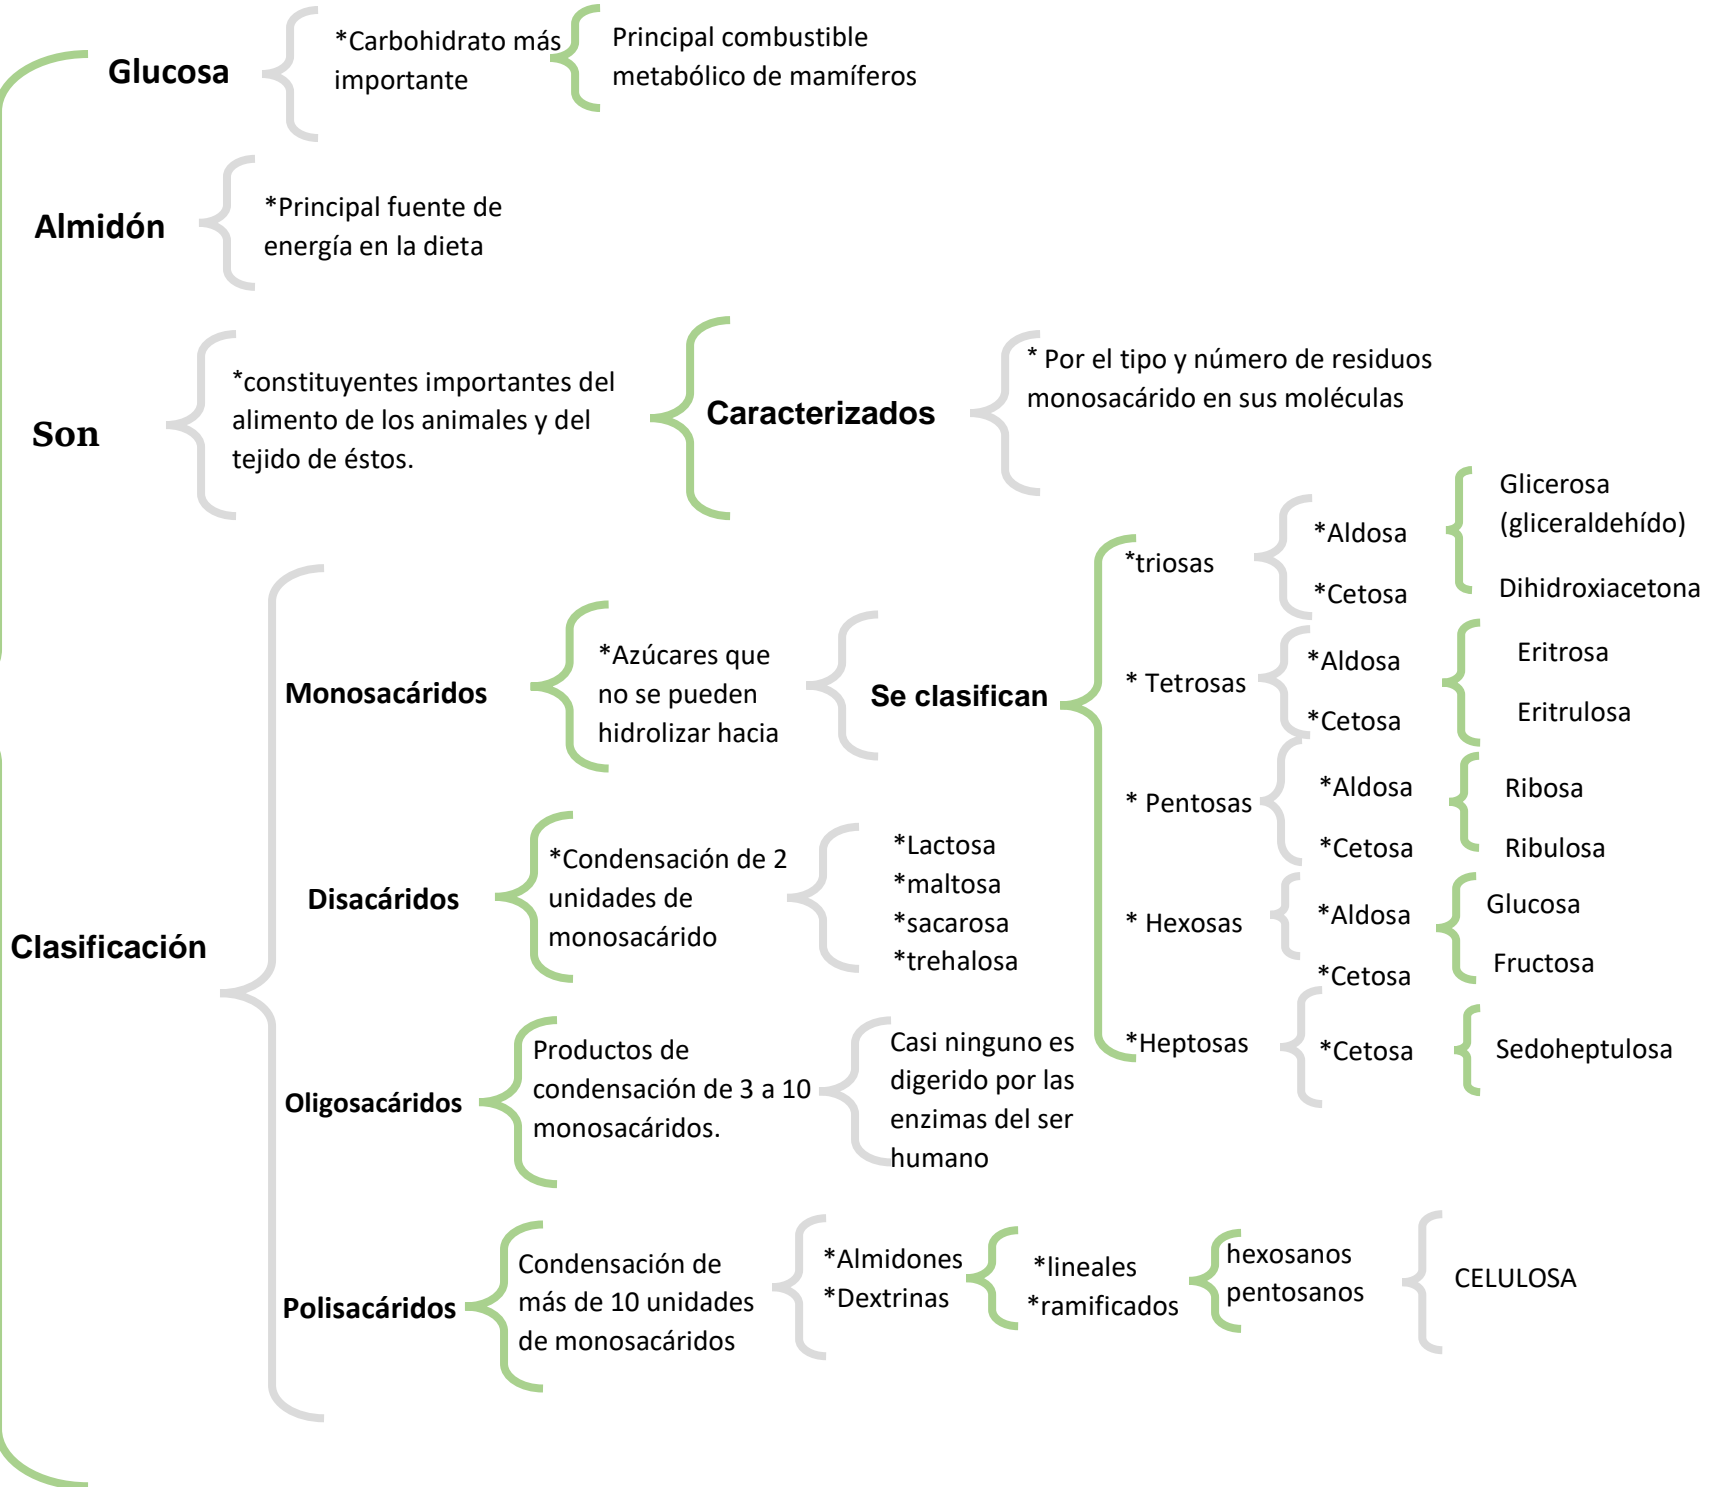 Glucosa
*Carbohidrato más
importante
Principal combustible
metabólico de mamíferos
Almidón
*Principal fuente de
energía en la dieta
Son
*constituyentes importantes del
alimento de los animales y del
tejido de éstos.
Caracterizados
* Por el tipo y número de residuos
monosacárido en sus moléculas
Clasificación
Monosacáridos
*Azúcares que
no se pueden
hidrolizar hacia
Se clasifican
*triosas
*Aldosa
*Cetosa
Glicerosa
(gliceraldehído)
Dihidroxiacetona
* Tetrosas
*Aldosa
*Cetosa
Eritrosa
Eritrulosa
* Pentosas
*Aldosa
*Cetosa
Ribosa
Ribulosa
* Hexosas
*Aldosa
*Cetosa
Glucosa
Fructosa
*Heptosas
*Cetosa
Sedoheptulosa
Disacáridos
*Condensación de 2
unidades de
monosacárido
*Lactosa
*maltosa
*sacarosa
*trehalosa
Oligosacáridos
Productos de
condensación de 3 a 10
monosacáridos.
Casi ninguno es
digerido por las
enzimas del ser
humano
Polisacáridos
Condensación de
más de 10 unidades
de monosacáridos
*Almidones
*Dextrinas
*lineales
*ramificados
hexosanos
pentosanos
CELULOSA